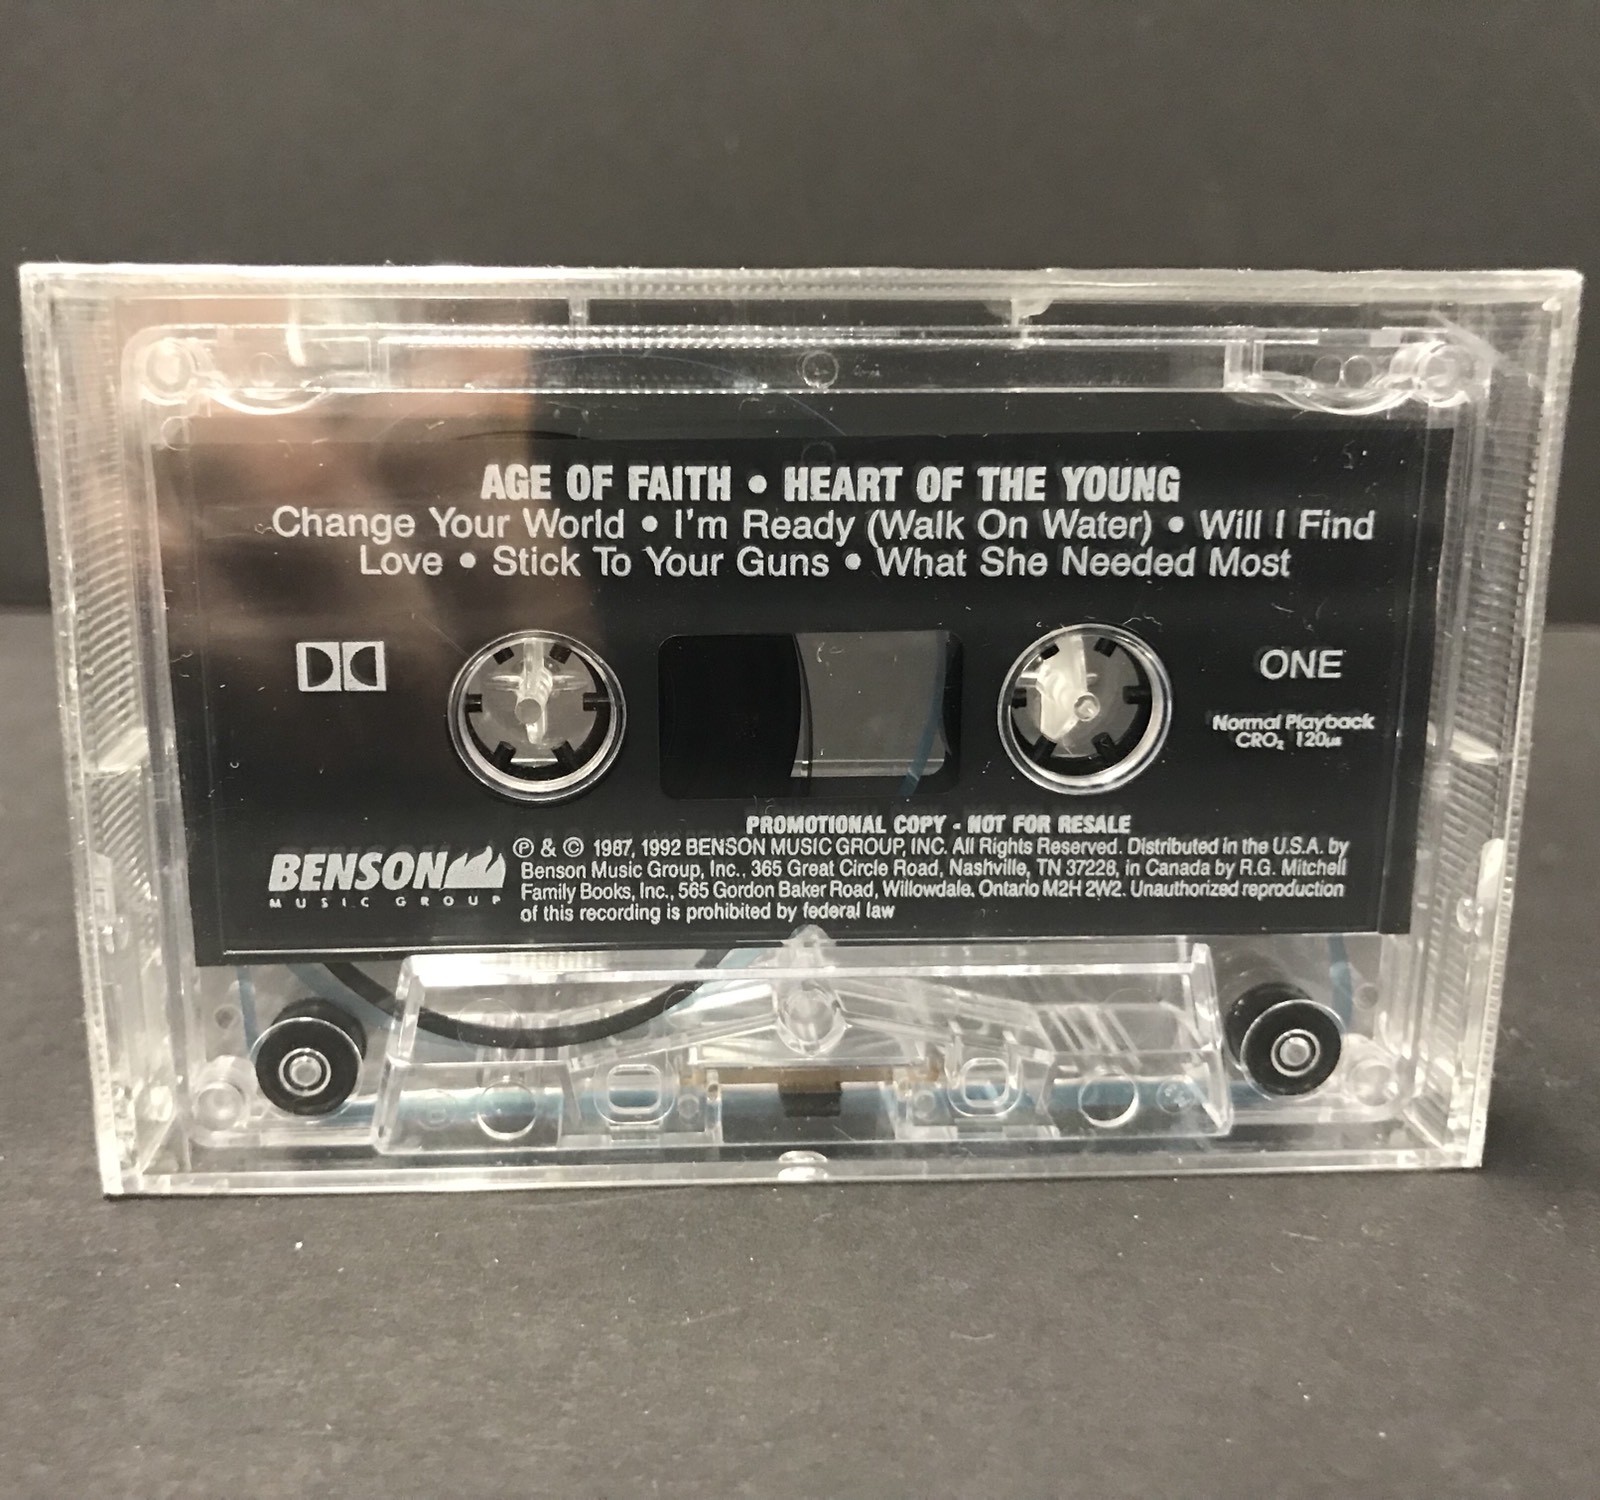 AGE OF FAITH • HEART OF THE YOUNG
Change Your World • I'm Ready (Walk On Water) • Will I Find
Love • Stick To Your Guns • What She Needed Most
ONE
Normal Playback
CRO₂ 120µs
PROMOTIONAL COPY - NOT FOR RESALE
BENSON
MUSIC GROUP
℗ & © 1987, 1992 BENSON MUSIC GROUP, INC. All Rights Reserved. Distributed in the U.S.A. by
Benson Music Group, Inc., 365 Great Circle Road, Nashville, TN 37228, in Canada by R.G. Mitchell
Family Books, Inc., 565 Gordon Baker Road, Willowdale, Ontario M2H 2W2. Unauthorized reproduction
of this recording is prohibited by federal law